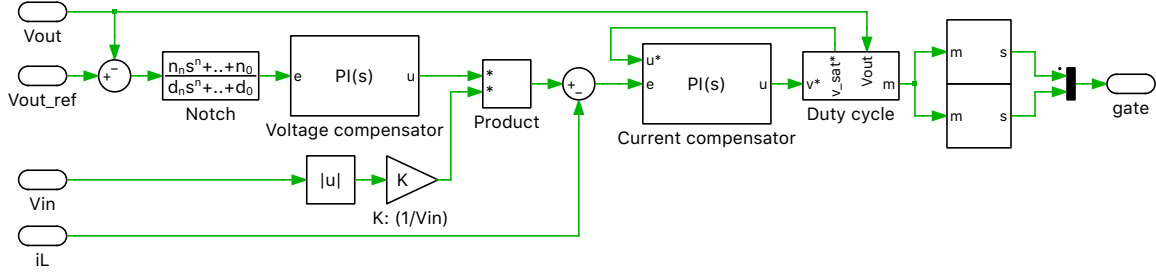 Vout
Vout_ref
+
−
nₙsⁿ+..+n₀
dₙsⁿ+..+d₀
Notch
e
PI(s)
u
Voltage compensator
*
*
Product
+
−
u*
e
PI(s)
u
Current compensator
v*
v_sat*
Vout
m
Duty cycle
m
s
m
s
gate
Vin
|u|
K
K: (1/Vin)
iL